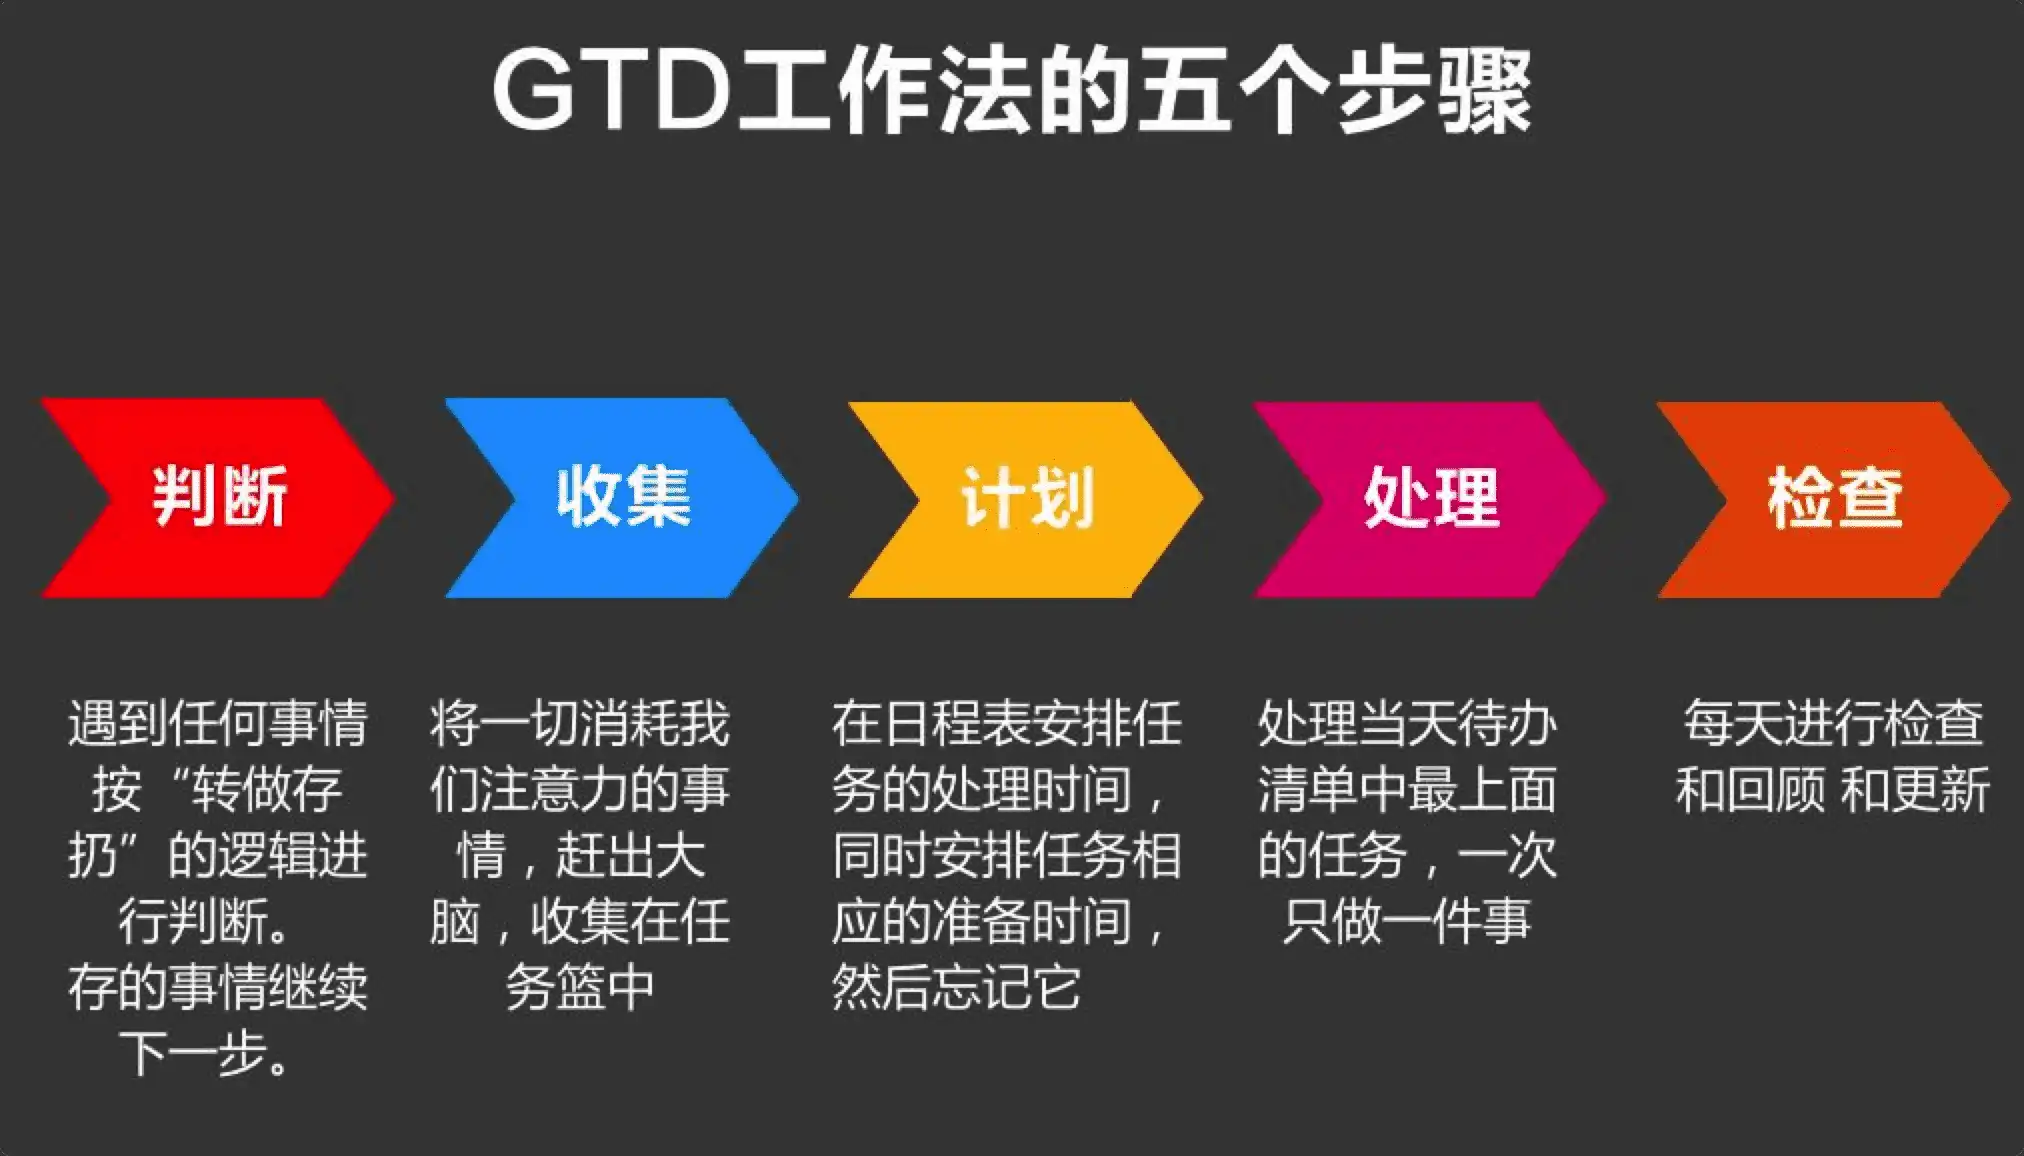 GTD工作法的五个步骤
判断
收集
计划
处理
检查
遇到任何事情
按“转做存
扔”的逻辑进
行判断。
存的事情继续
下一步。
将一切消耗我
们注意力的事
情，赶出大
脑，收集在任
务篮中
在日程表安排任
务的处理时间，
同时安排任务相
应的准备时间，
然后忘记它
处理当天待办
清单中最上面
的任务，一次
只做一件事
每天进行检查
和回顾 和更新